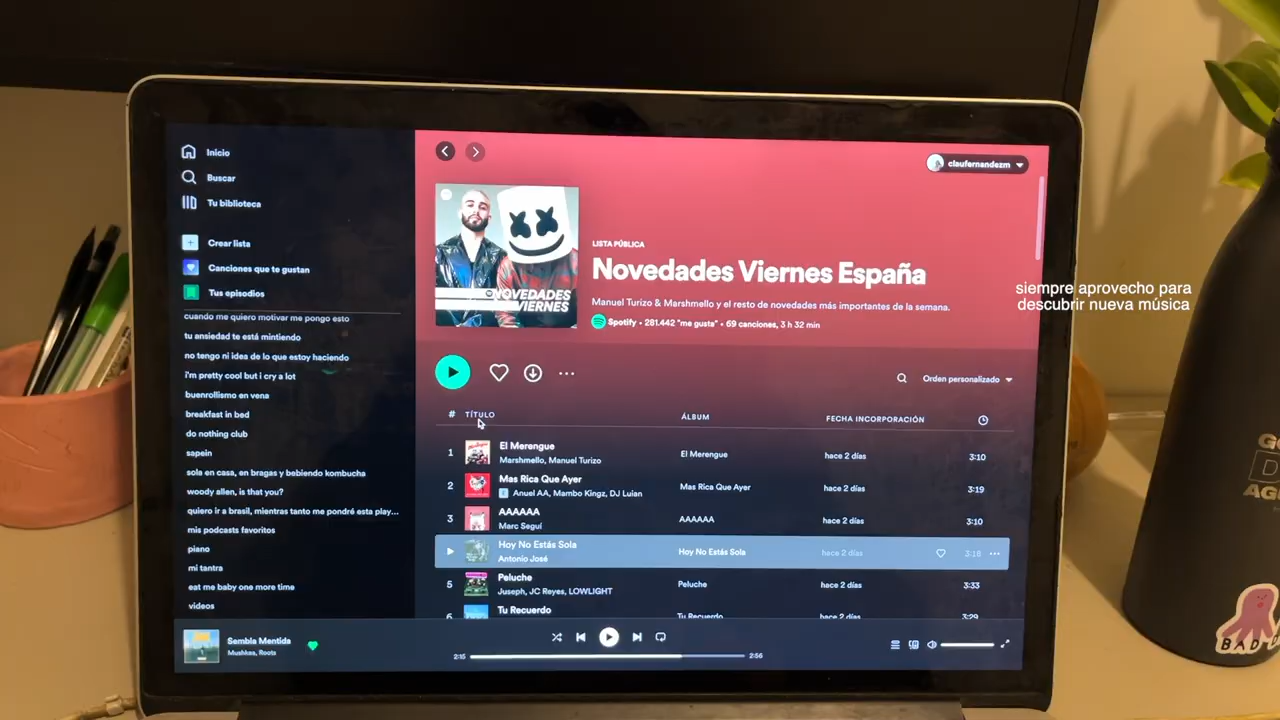 Inicio
Buscar
Tu biblioteca
Crear lista
Canciones que te gustan
Tus episodios
cuando me quiero motivar me pongo esto
tu ansiedad te está mintiendo
no tengo ni idea de lo que estoy haciendo
i'm pretty cool but i cry a lot
buenrollismo en vena
breakfast in bed
do nothing club
sapein
sola en casa, en bragas y bebiendo kombucha
woody allen, is that you?
quiero ir a brasil, mientras tanto me pondré esta play...
mis podcasts favoritos
piano
mi tantra
eat me baby one more time
videos
claufernandezm
NOVEDADES
VIERNES
LISTA PÚBLICA
Novedades Viernes España
Manuel Turizo & Marshmello y el resto de novedades más importantes de la semana.
Spotify • 281.442 "me gusta" • 69 canciones, 3 h 32 min
siempre aprovecho para
descubrir nueva música
Orden personalizado
# TÍTULO ÁLBUM FECHA INCORPORACIÓN
1 El Merengue El Merengue hace 2 días 3:10
Marshmello, Manuel Turizo
2 Mas Rica Que Ayer Mas Rica Que Ayer hace 2 días 3:19
E Anuel AA, Mambo Kingz, DJ Luian
3 AAAAAA AAAAAA hace 2 días 3:10
Marc Seguí
Hoy No Estás Sola Hoy No Estás Sola hace 2 días 3:18
Antonio José
5 Peluche Peluche hace 2 días 3:33
Juseph, JC Reyes, LOWLIGHT
6 Tu Recuerdo Tu Recuerdo hace 2 días 3:29
Sembla Mentida
Mushkaa, Roots
2:15 2:56
BAD